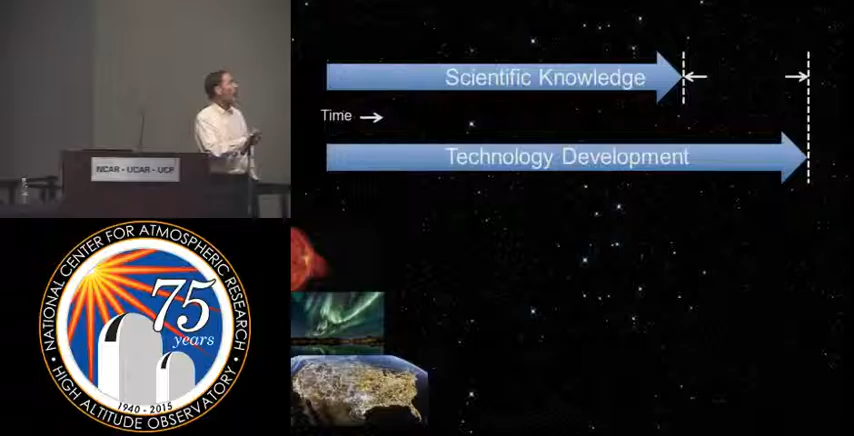 NCAR - UCAR - UCP
Scientific Knowledge
Time
Technology Development
NATIONAL CENTER FOR ATMOSPHERIC RESEARCH
75
years
1940 - 2015
HIGH ALTITUDE OBSERVATORY